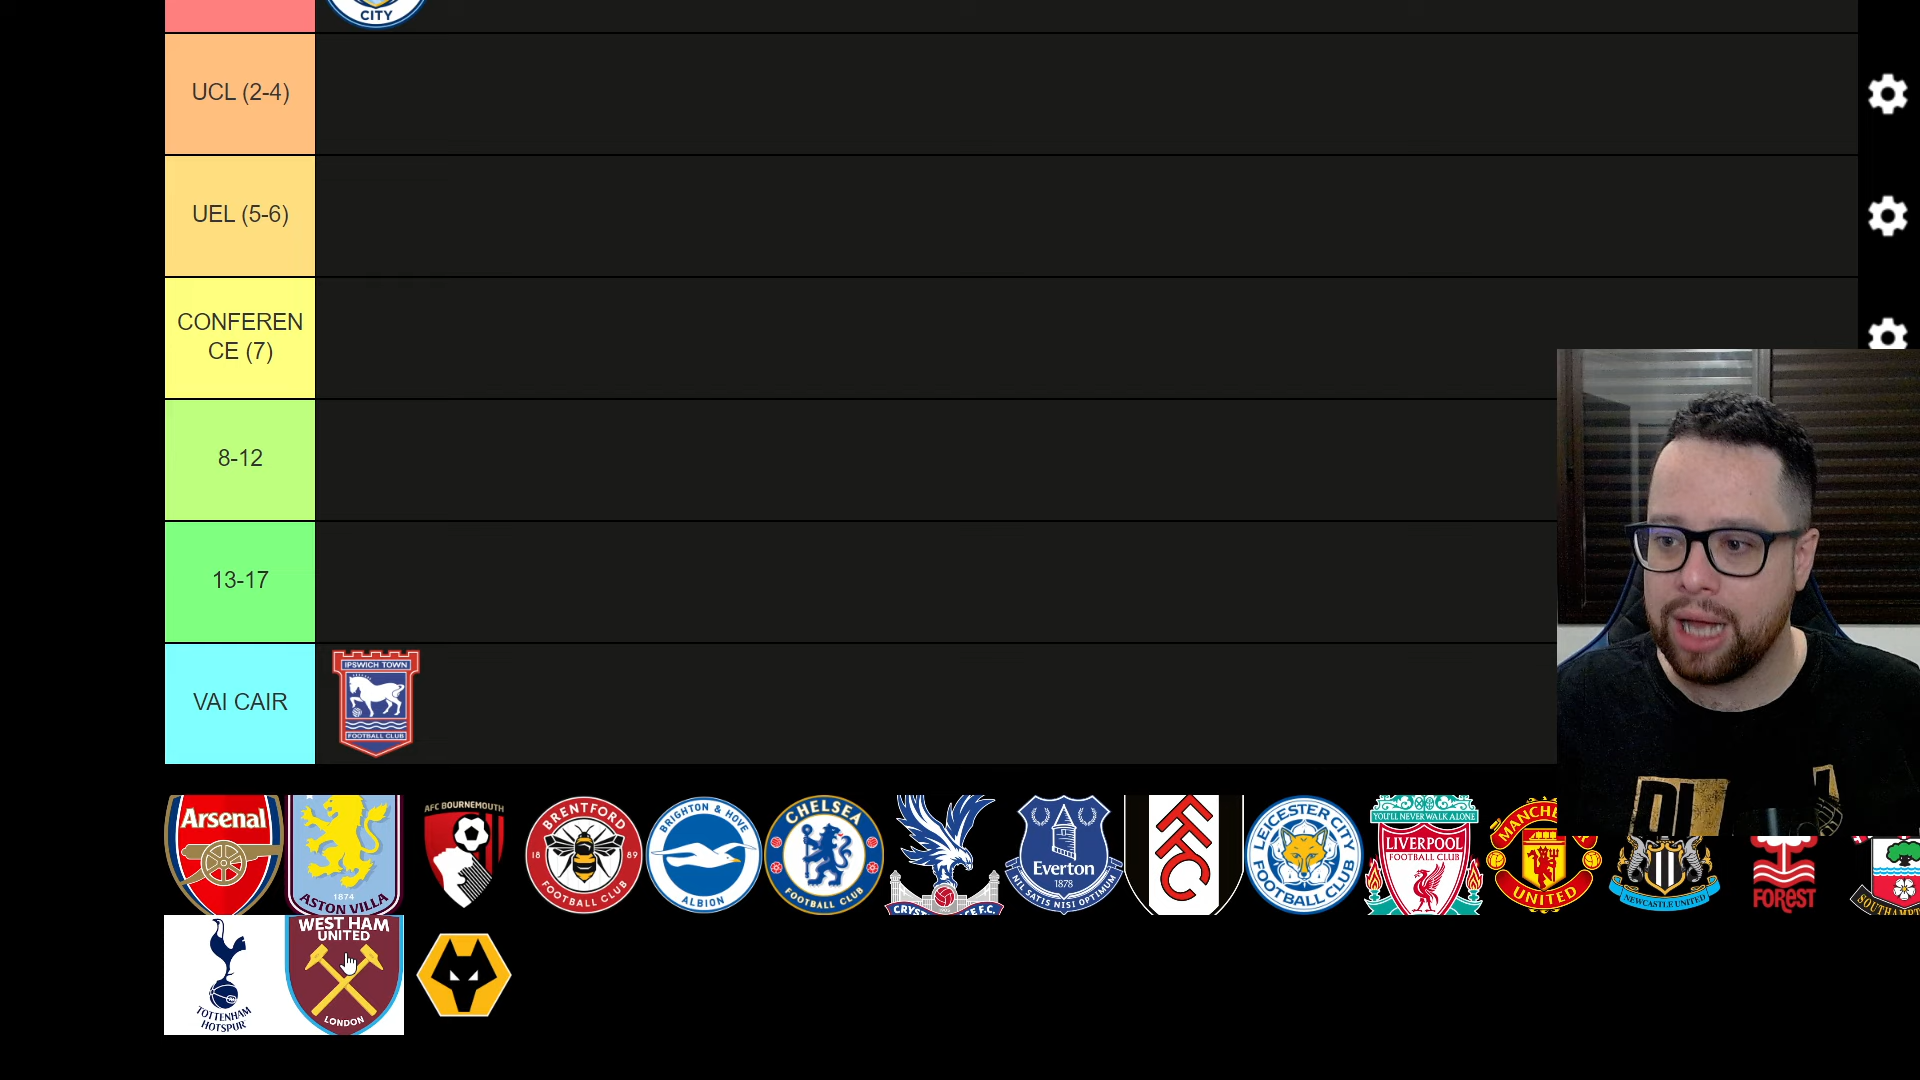 CITY
UCL (2-4)
UEL (5-6)
CONFEREN
CE (7)
8-12
13-17
VAI CAIR
IPSWICH TOWN
FOOTBALL CLUB
Arsenal
1874
ASTON VILLA
AFC BOURNEMOUTH
BRENTFORD
18 89
FOOTBALL CLUB
BRIGHTON & HOVE
ALBION
CHELSEA
FOOTBALL CLUB
Everton
1878
NIL SATIS NISI OPTIMUM
FFC
LEICESTER CITY
FOOTBALL CLUB
YOU'LL NEVER WALK ALONE
LIVERPOOL
FOOTBALL CLUB
UNITED
NEWCASTLE UNITED
FOREST
TOTTENHAM
HOTSPUR
WEST HAM
UNITED
LONDON